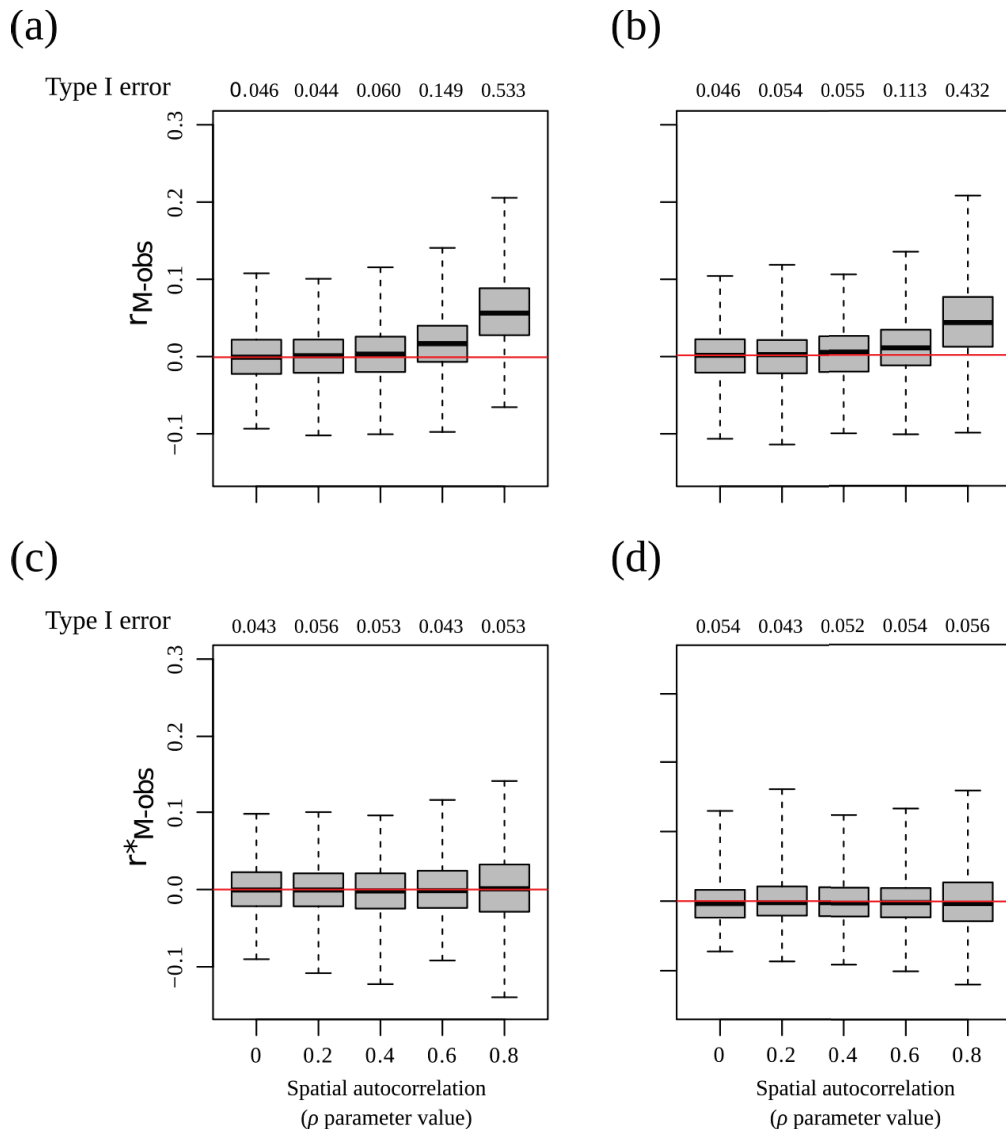 (a)
(b)
Type I error
0.046 0.044 0.060 0.149 0.533
0.046 0.054 0.055 0.113 0.432
0.3
0.2
0.1
0.0
−0.1
rM-obs
(c)
(d)
Type I error
0.043 0.056 0.053 0.043 0.053
0.054 0.043 0.052 0.054 0.056
0.3
0.2
0.1
0.0
−0.1
r*M-obs
0 0.2 0.4 0.6 0.8
0 0.2 0.4 0.6 0.8
Spatial autocorrelation
(ρ parameter value)
Spatial autocorrelation
(ρ parameter value)